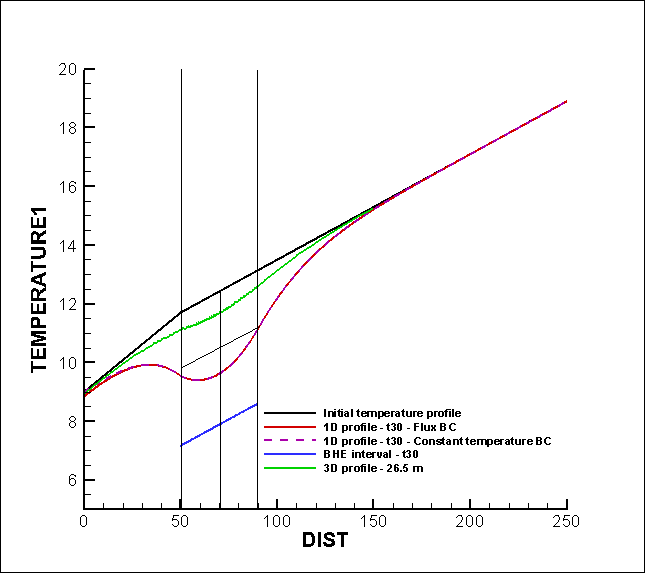 20
18
16
14
12
10
8
6
TEMPERATURE1
Initial temperature profile
1D profile - t30 - Flux BC
1D profile - t30 - Constant temperature BC
BHE interval - t30
3D profile - 26.5 m
0 50 100 150 200 250
DIST